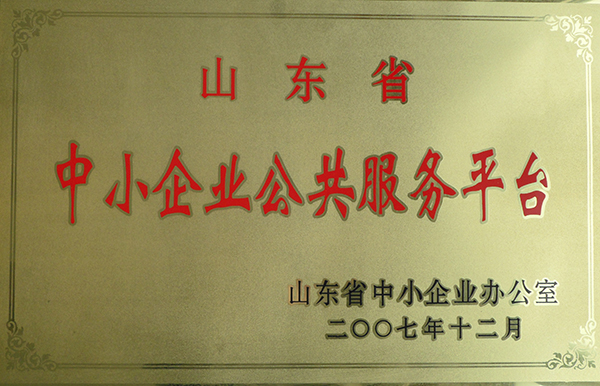 山东省
中小企业公共服务平台
山东省中小企业办公室
二〇〇七年十二月